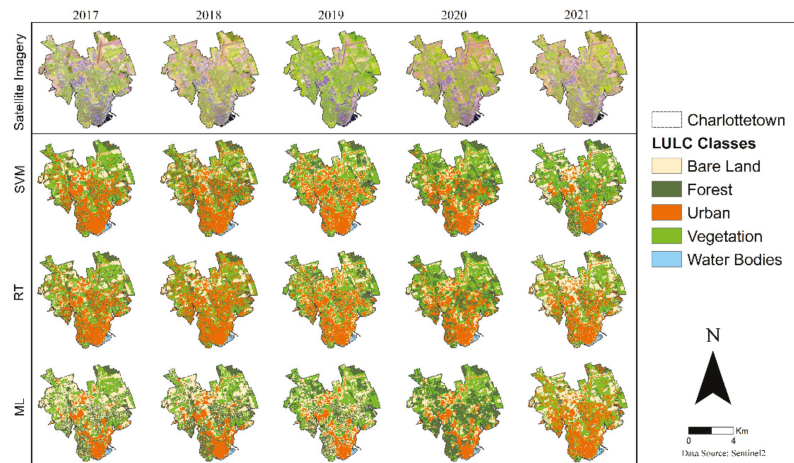 2017 2018 2019 2020 2021
Satellite Imagery
SVM
RT
ML
Charlottetown
LULC Classes
Bare Land
Forest
Urban
Vegetation
Water Bodies
N
Km
0 4
Data Source: Sentinel2